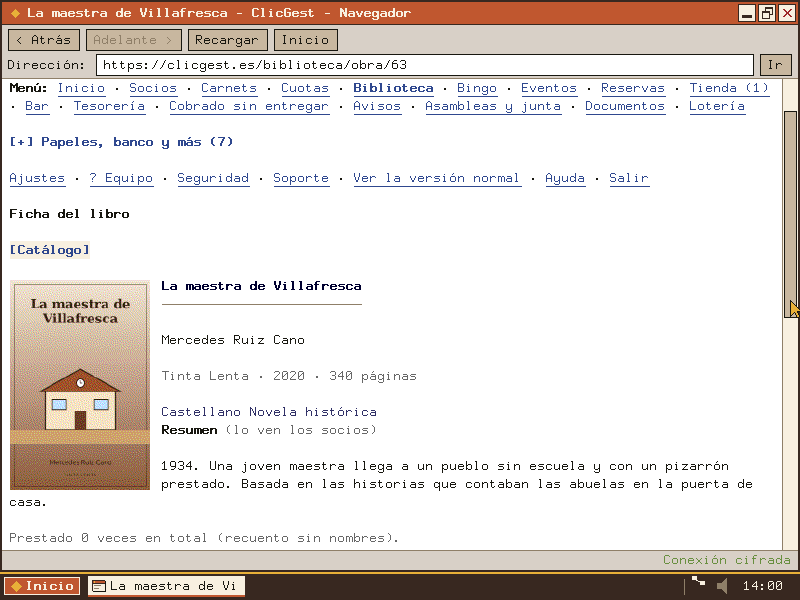 La maestra de Villafresca - ClicGest - Navegador
< Atrás Adelante > Recargar Inicio
Dirección: https://clicgest.es/biblioteca/obra/63 Ir
Menú: Inicio · Socios · Carnets · Cuotas · Biblioteca · Bingo · Eventos · Reservas · Tienda (1)
· Bar · Tesorería · Cobrado sin entregar · Avisos · Asambleas y junta · Documentos · Lotería
[+] Papeles, banco y más (7)
Ajustes · ? Equipo · Seguridad · Soporte · Ver la versión normal · Ayuda · Salir
Ficha del libro
[Catálogo]
La maestra de
Villafresca
Mercedes Ruiz Cano
La maestra de Villafresca
Mercedes Ruiz Cano
Tinta Lenta · 2020 · 340 páginas
Castellano Novela histórica
Resumen (lo ven los socios)
1934. Una joven maestra llega a un pueblo sin escuela y con un pizarrón
prestado. Basada en las historias que contaban las abuelas en la puerta de
casa.
Prestado 0 veces en total (recuento sin nombres).
Conexión cifrada
Inicio La maestra de Vi 14:00